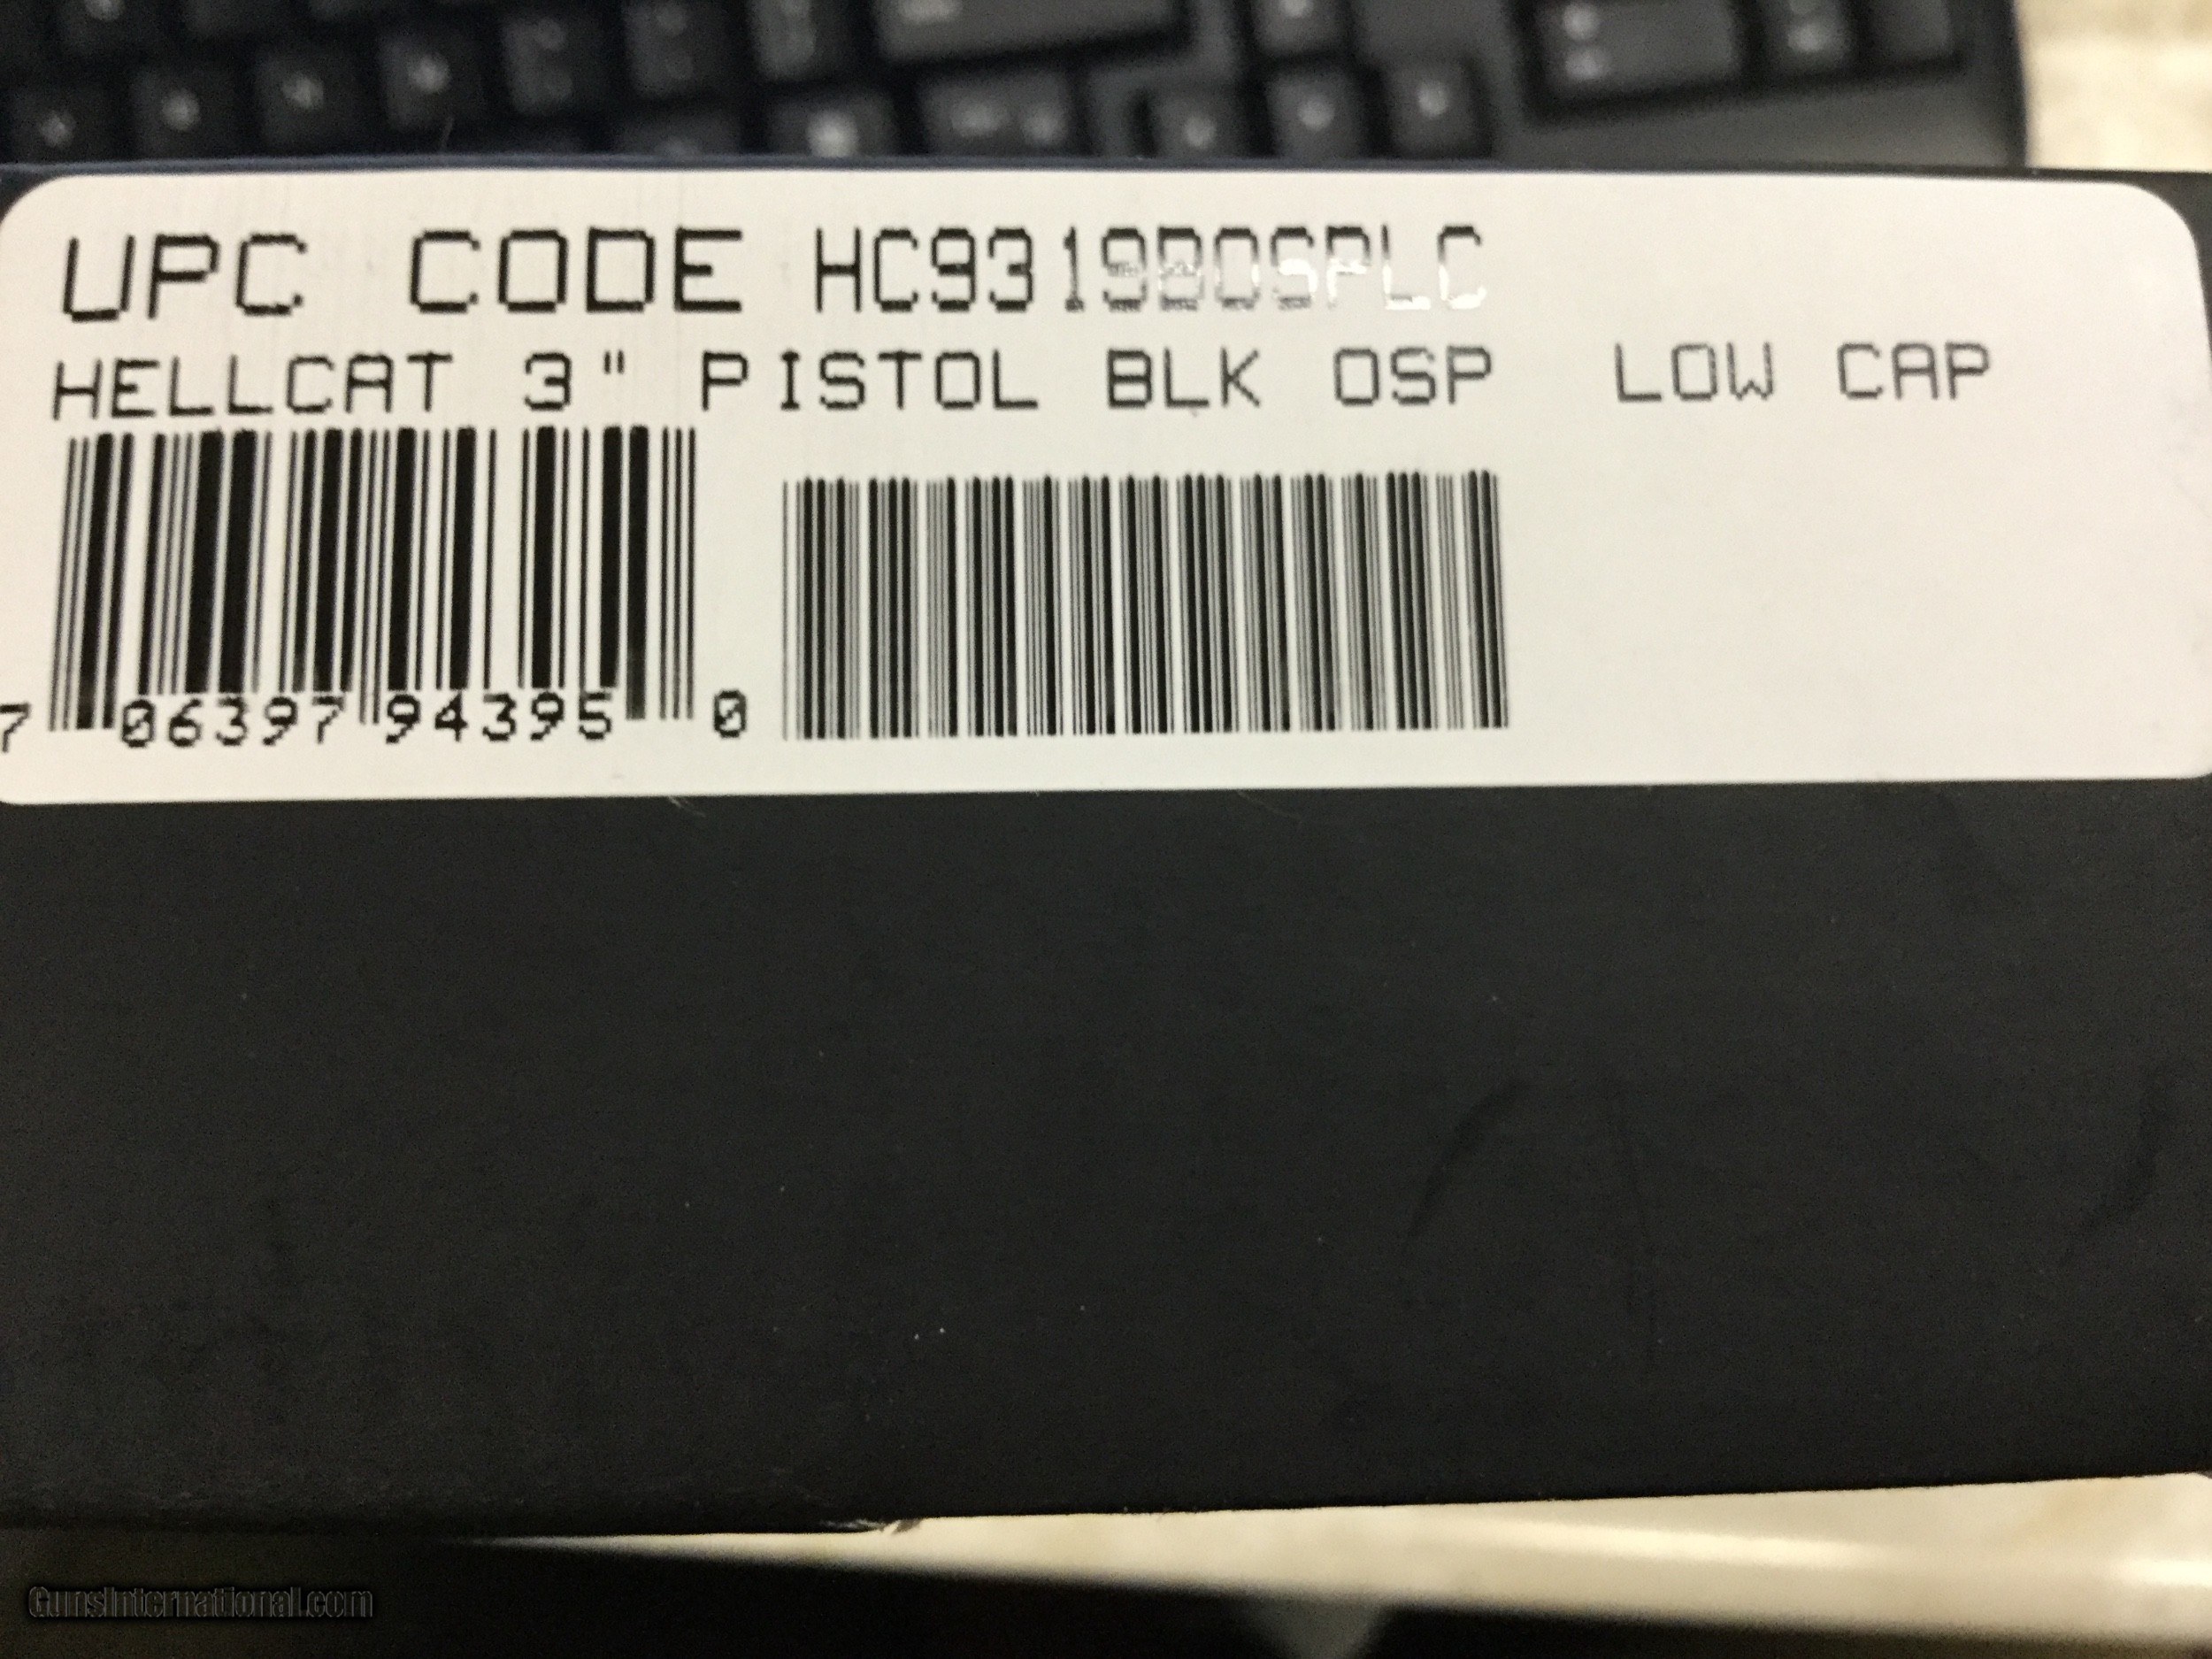 UPC CODE HC9319BOSPLC
HELLCAT 3" PISTOL BLK OSP LOW CAP
7 06397 94395 0
GunsInternational.com